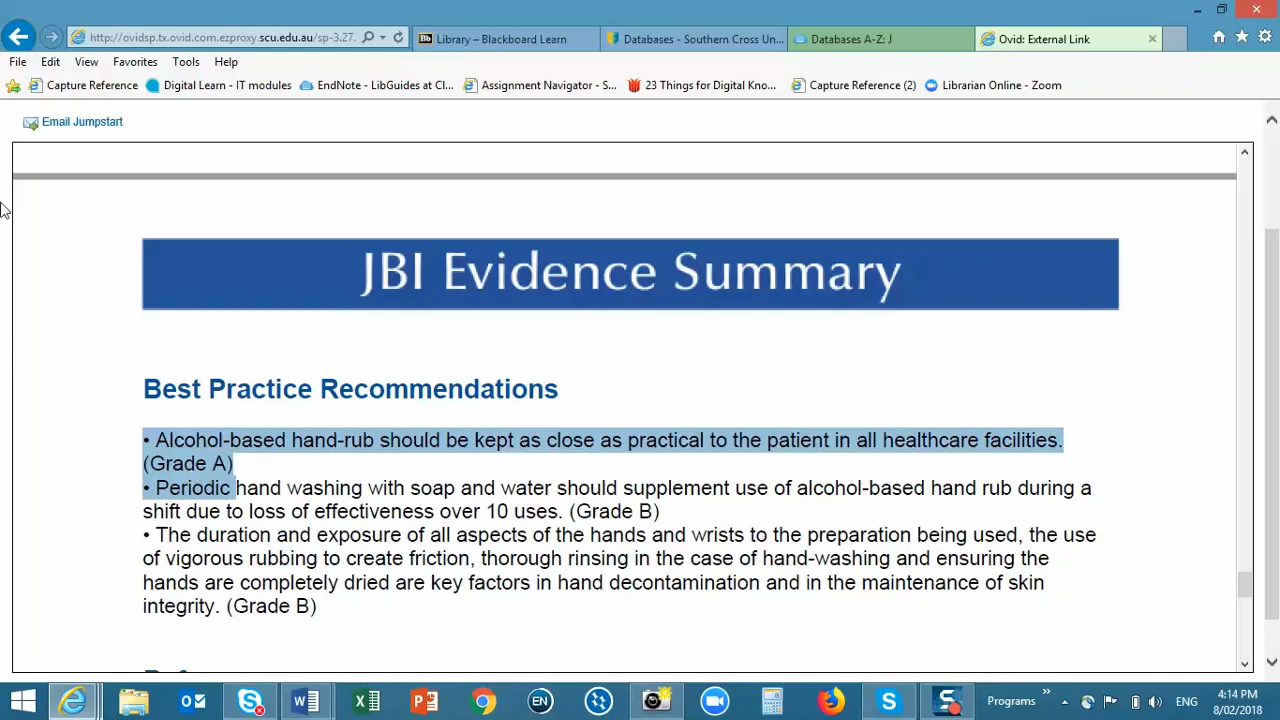 http://ovidsp.tx.ovid.com.ezproxy.scu.edu.au/sp-3.27.
Library – Blackboard Learn
Databases - Southern Cross Un...
Databases A-Z: J
Ovid: External Link
File Edit View Favorites Tools Help
Capture Reference
Digital Learn - IT modules
EndNote - LibGuides at Cl...
Assignment Navigator - S...
23 Things for Digital Kno...
Capture Reference (2)
Librarian Online - Zoom
Email Jumpstart
JBI Evidence Summary
Best Practice Recommendations
• Alcohol-based hand-rub should be kept as close as practical to the patient in all healthcare facilities.
(Grade A)
• Periodic hand washing with soap and water should supplement use of alcohol-based hand rub during a
shift due to loss of effectiveness over 10 uses. (Grade B)
• The duration and exposure of all aspects of the hands and wrists to the preparation being used, the use
of vigorous rubbing to create friction, thorough rinsing in the case of hand-washing and ensuring the
hands are completely dried are key factors in hand decontamination and in the maintenance of skin
integrity. (Grade B)
Programs
ENG
4:14 PM
8/02/2018